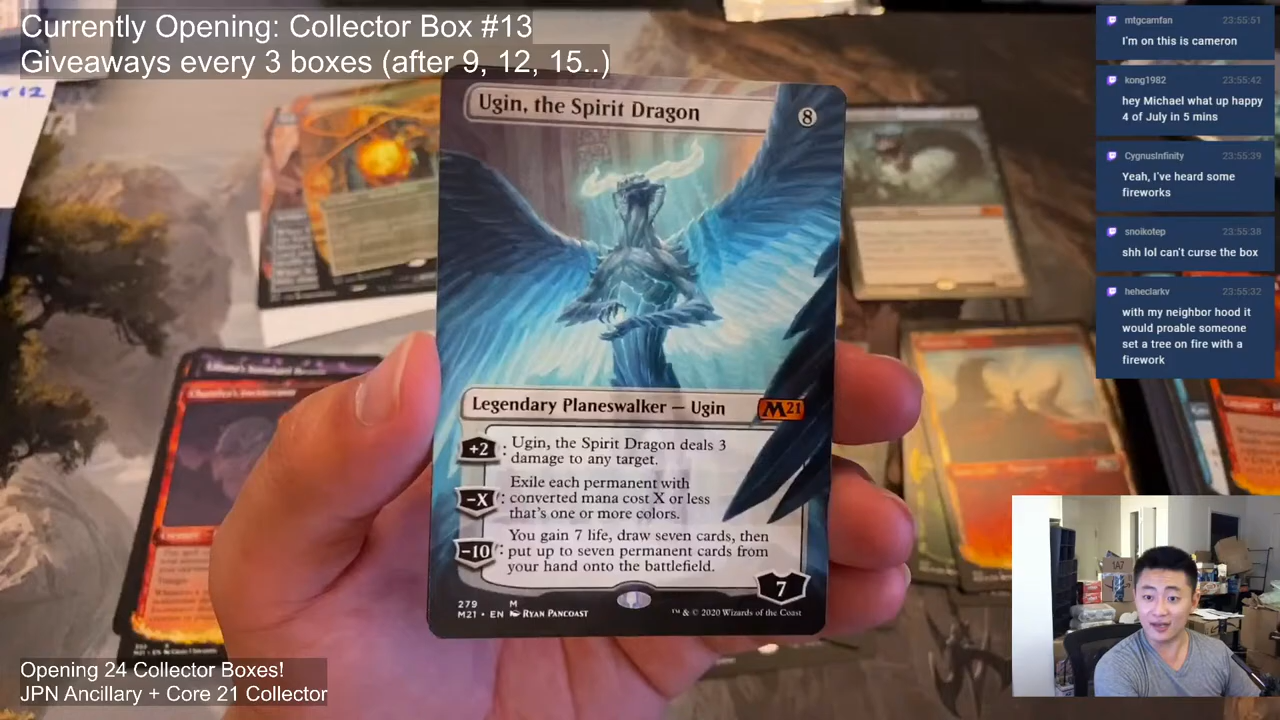 Currently Opening: Collector Box #13
Giveaways every 3 boxes (after 9, 12, 15..)
12
Ugin, the Spirit Dragon
8
Legendary Planeswalker — Ugin
M21
+2
: Ugin, the Spirit Dragon deals 3
damage to any target.
Exile each permanent with
-X
: converted mana cost X or less
that's one or more colors.
You gain 7 life, draw seven cards, then
-10
: put up to seven permanent cards from
your hand onto the battlefield.
7
279 M
M21 • EN RYAN PANCOAST
™ & © 2020 Wizards of the Coast
mtgcamfan 23:55:51
I'm on this is cameron
kong1982 23:55:42
hey Michael what up happy
4 of July in 5 mins
CygnusInfinity 23:55:39
Yeah, I've heard some
fireworks
snoikotep 23:55:38
shh lol can't curse the box
heheclarkv 23:55:32
with my neighbor hood it
would proable someone
set a tree on fire with a
firework
1A7
Opening 24 Collector Boxes!
JPN Ancillary + Core 21 Collector